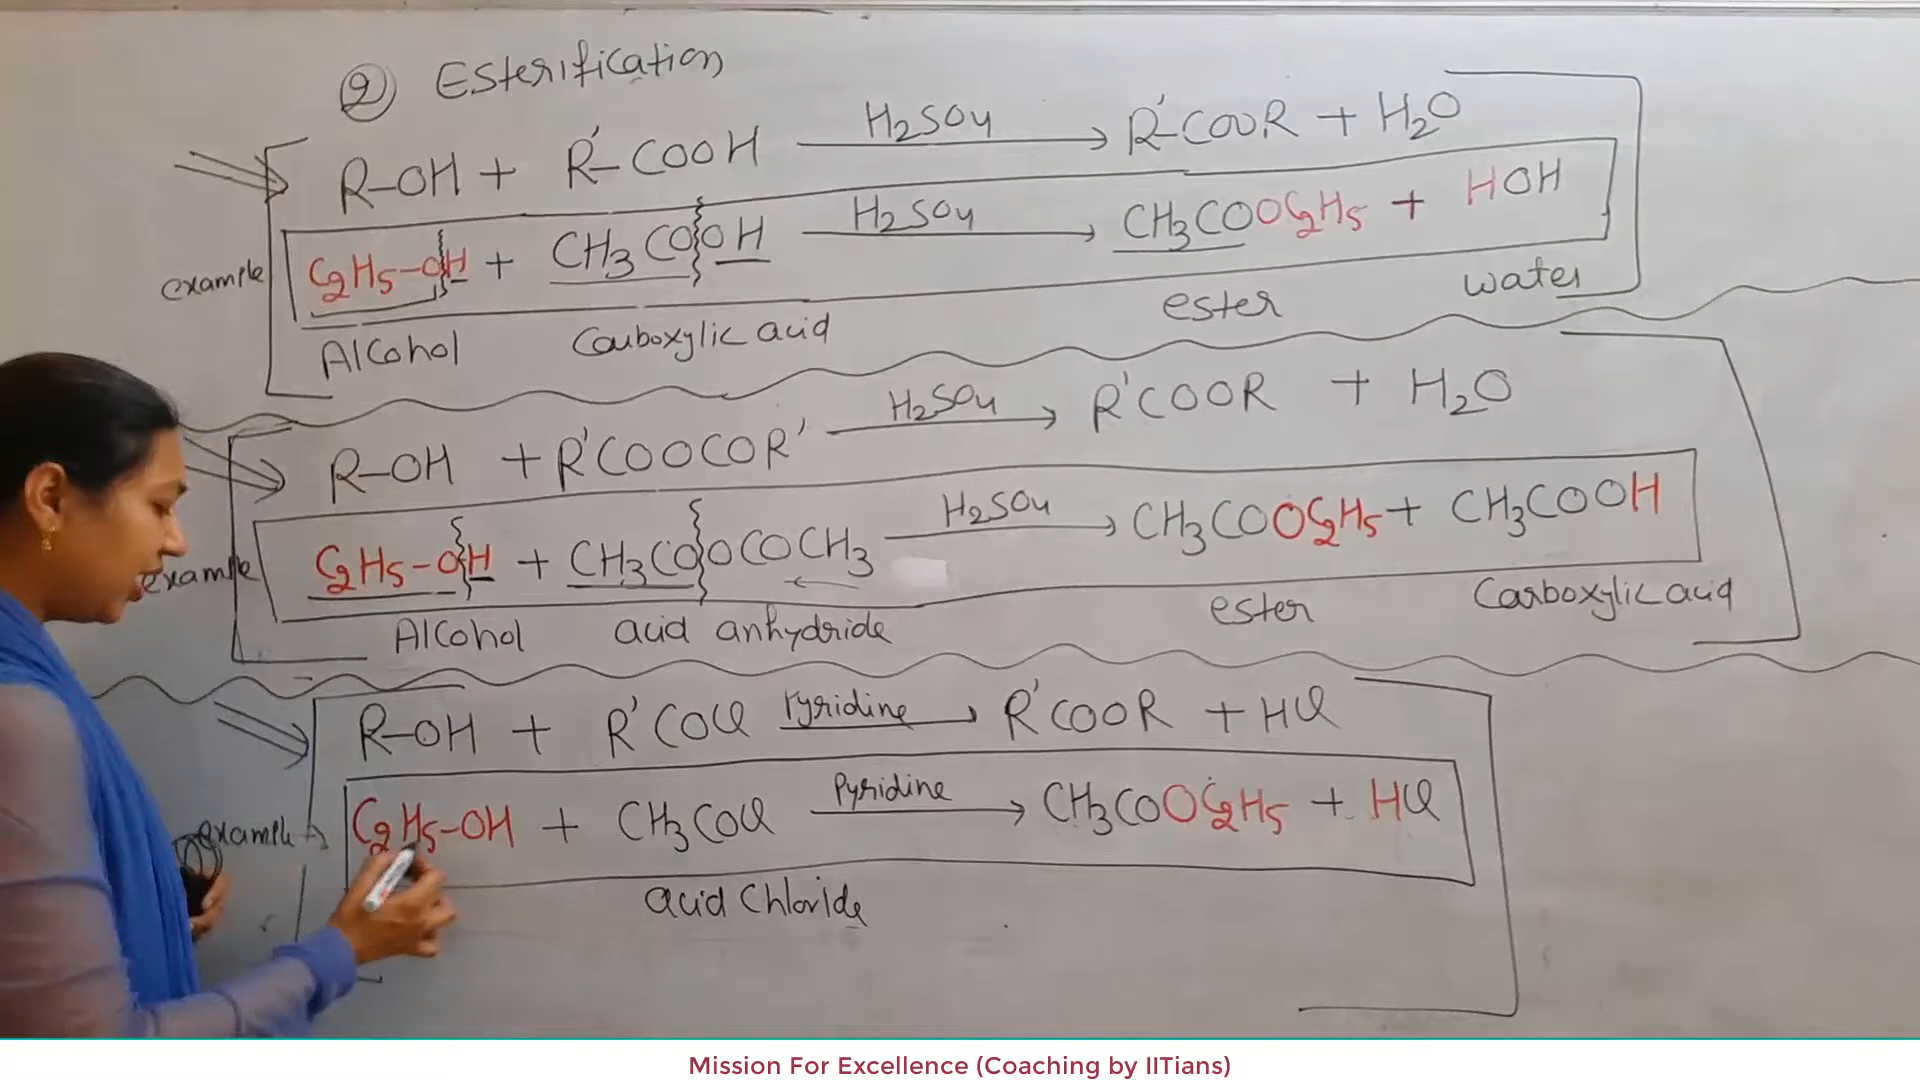 2 Esterification
R-OH + R'-COOH H2SO4 → R'-COOR + H2O
example C2H5-OH + CH3COOH H2SO4 → CH3COOC2H5 + HOH
Alcohol Carboxylic acid ester water
R-OH + R'COOCOR' H2SO4 → R'COOR + H2O
example C2H5-OH + CH3COOCOCH3 H2SO4 → CH3COOC2H5 + CH3COOH
Alcohol acid anhydride ester Carboxylic acid
R-OH + R'COCl Pyridine → R'COOR + HCl
example C2H5-OH + CH3COCl Pyridine → CH3COOC2H5 + HCl
acid Chloride
Mission For Excellence (Coaching by IITians)